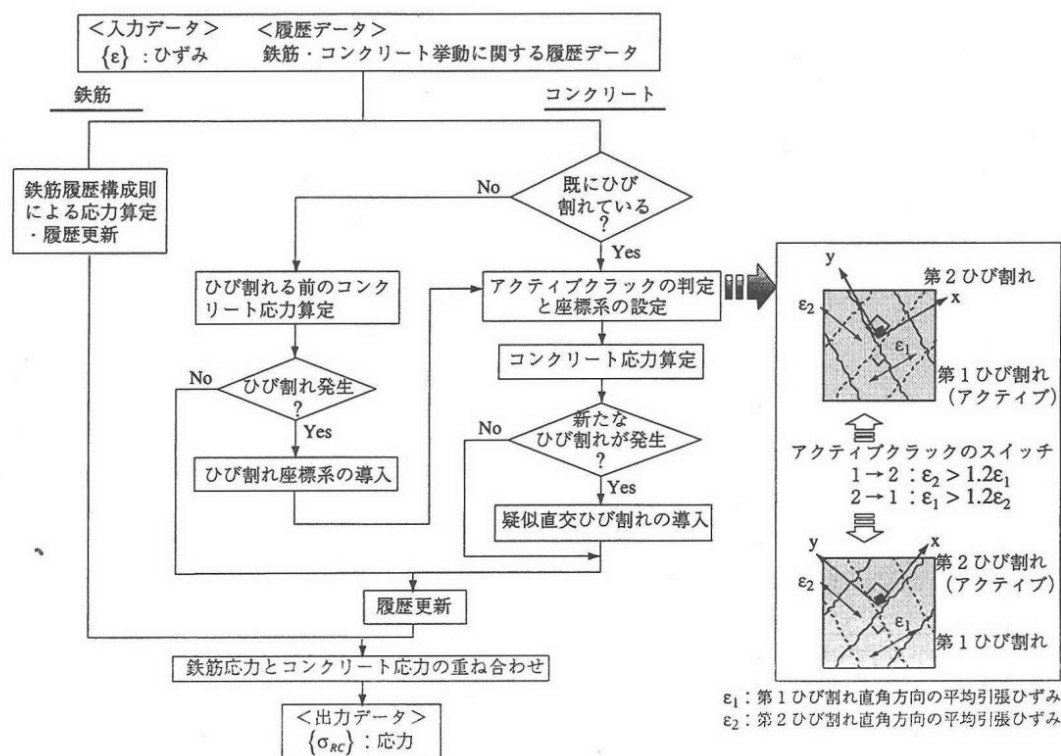 <入力データ> <履歴データ>
{ε}:ひずみ 鉄筋・コンクリート挙動に関する履歴データ
鉄筋
コンクリート
鉄筋履歴構成則
による応力算定
・履歴更新
No
既にひび
割れている
?
Yes
ひび割れる前のコンク
リート応力算定
アクティブクラックの判定
と座標系の設定
コンクリート応力算定
No
ひび割れ発生
?
Yes
No
新たな
ひび割れが発生
?
Yes
ひび割れ座標系の導入
疑似直交ひび割れの導入
履歴更新
鉄筋応力とコンクリート応力の重ね合わせ
<出力データ>
{σRC}:応力
y
第2ひび割れ
x
ε2
ε1
第1ひび割れ
(アクティブ)
アクティブクラックのスイッチ
1→2:ε2>1.2ε1
2→1:ε1>1.2ε2
y
x
第2ひび割れ
(アクティブ)
ε2
ε1
第1ひび割れ
ε1:第1ひび割れ直角方向の平均引張ひずみ
ε2:第2ひび割れ直角方向の平均引張ひずみ